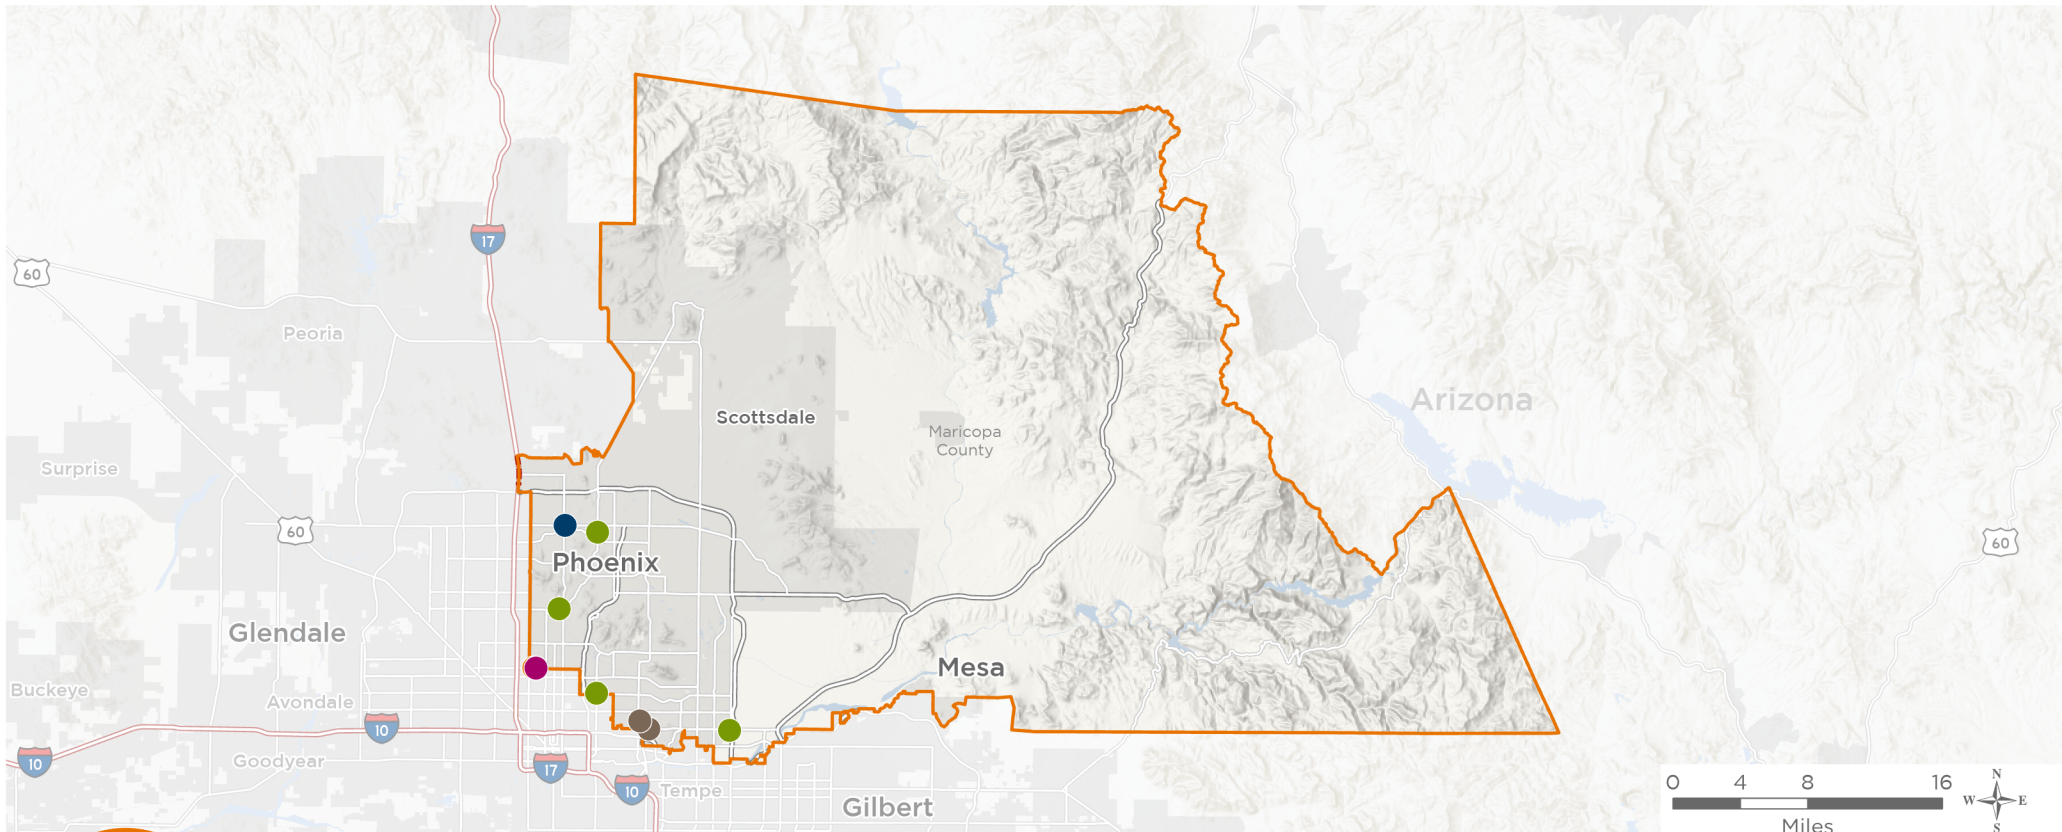 17
60
Peoria
Arizona
Scottsdale
Maricopa
County
Surprise
60
60
Phoenix
Glendale
Mesa
Buckeye
Avondale
10
10
Goodyear
17
10
Tempe
Gilbert
0 4 8 16
Miles
N
W E
S